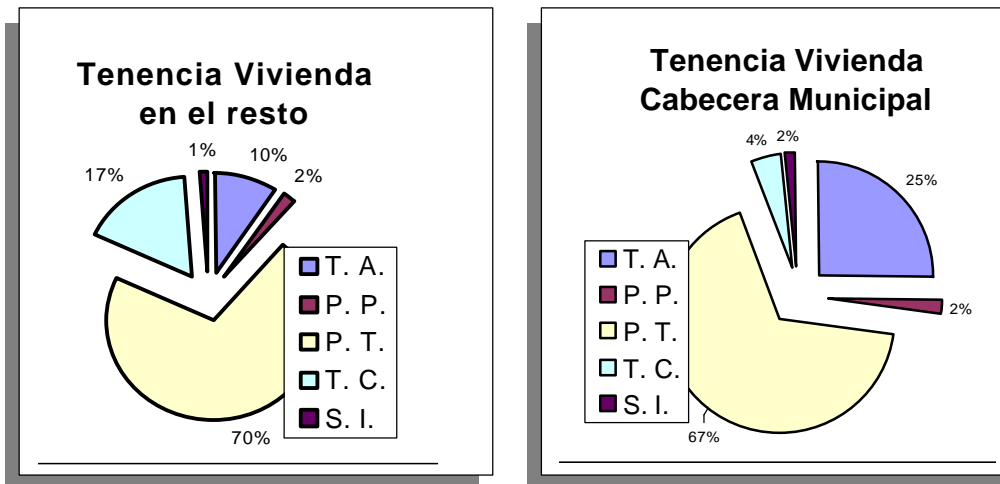 Tenencia Vivienda
en el resto
1%
10%
2%
17%
70%
T. A.
P. P.
P. T.
T. C.
S. I.
Tenencia Vivienda
Cabecera Municipal
4%
2%
25%
2%
67%
T. A.
P. P.
P. T.
T. C.
S. I.